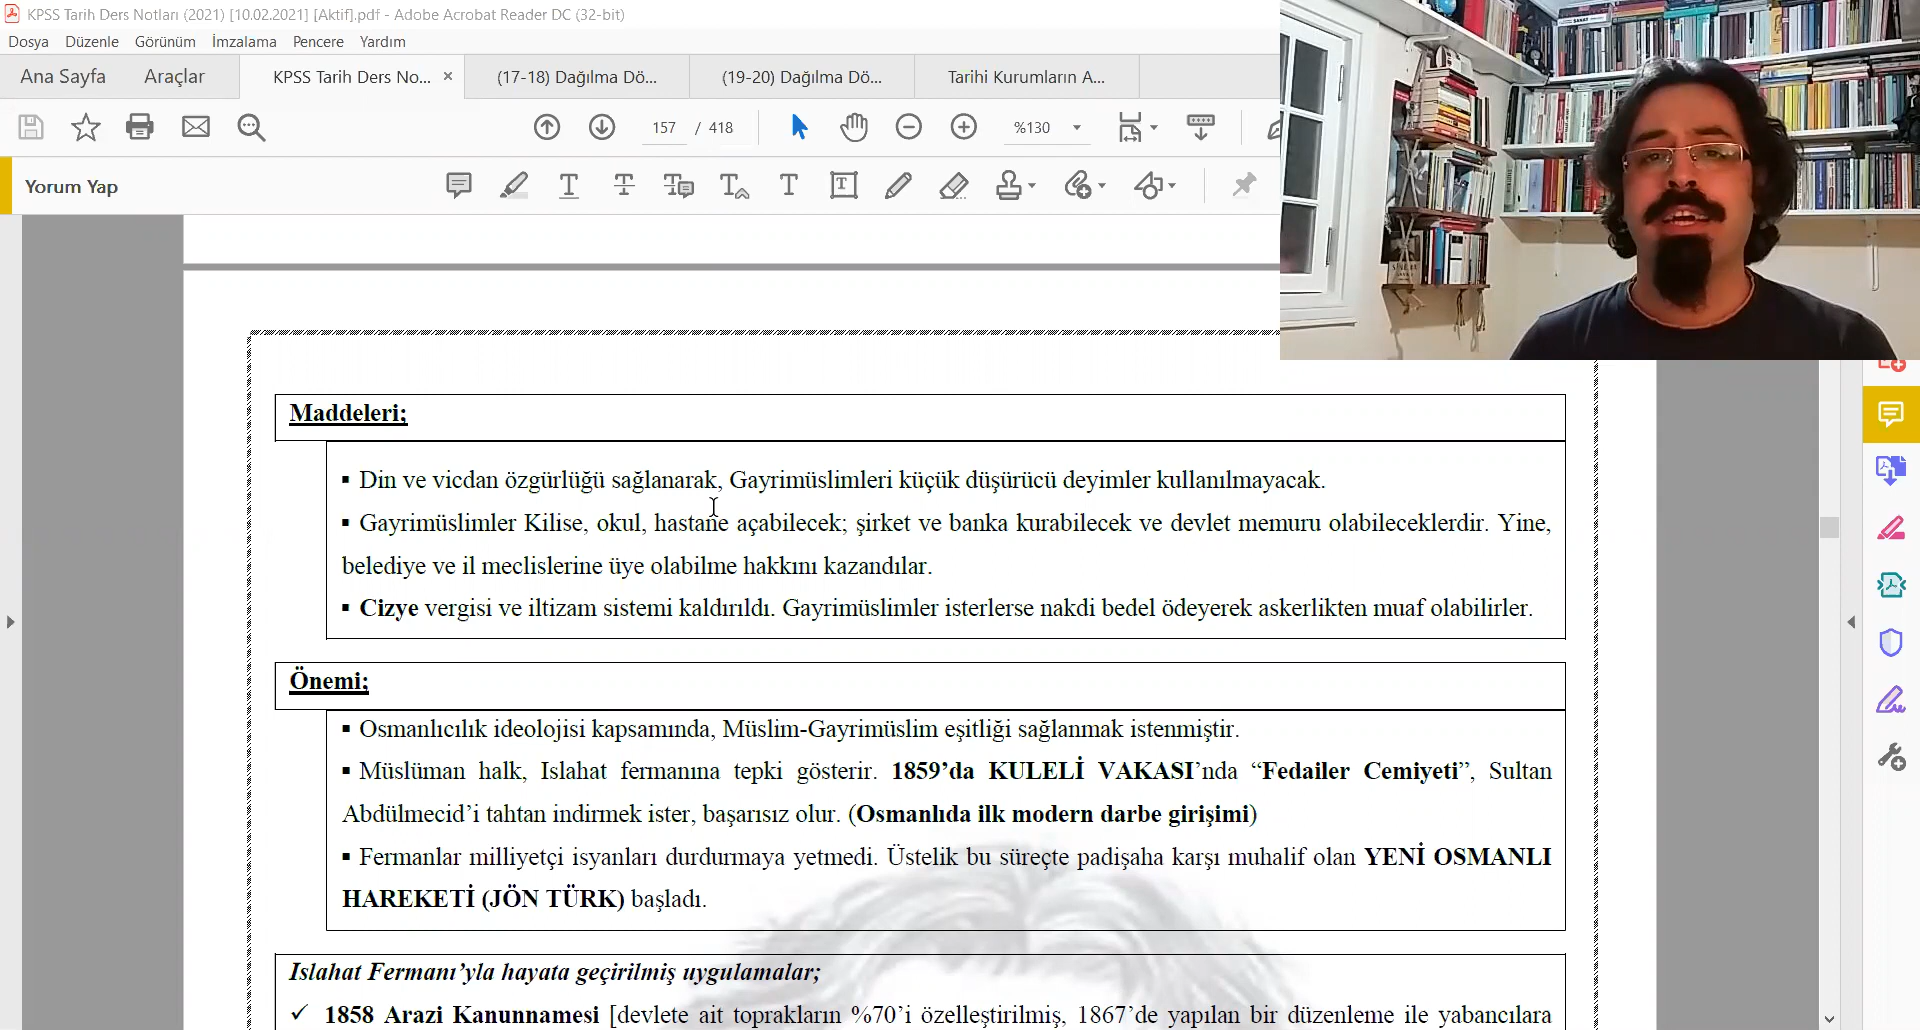 KPSS Tarih Ders Notları (2021) [10.02.2021] [Aktif].pdf - Adobe Acrobat Reader DC (32-bit)
Dosya Düzenle Görünüm İmzalama Pencere Yardım
Ana Sayfa Araçlar KPSS Tarih Ders No... × (17-18) Dağılma Dö... (19-20) Dağılma Dö... Tarihi Kurumların A...
157 / 418 %130
Yorum Yap
Maddeleri;
▪ Din ve vicdan özgürlüğü sağlanarak, Gayrimüslimleri küçük düşürücü deyimler kullanılmayacak.
▪ Gayrimüslimler Kilise, okul, hastane açabilecek; şirket ve banka kurabilecek ve devlet memuru olabileceklerdir. Yine,
belediye ve il meclislerine üye olabilme hakkını kazandılar.
▪ Cizye vergisi ve iltizam sistemi kaldırıldı. Gayrimüslimler isterlerse nakdi bedel ödeyerek askerlikten muaf olabilirler.
Önemi;
▪ Osmanlıcılık ideolojisi kapsamında, Müslim-Gayrimüslim eşitliği sağlanmak istenmiştir.
▪ Müslüman halk, Islahat fermanına tepki gösterir. 1859’da KULELİ VAKASI’nda “Fedailer Cemiyeti”, Sultan
Abdülmecid’i tahtan indirmek ister, başarısız olur. (Osmanlıda ilk modern darbe girişimi)
▪ Fermanlar milliyetçi isyanları durdurmaya yetmedi. Üstelik bu süreçte padişaha karşı muhalif olan YENİ OSMANLI
HAREKETİ (JÖN TÜRK) başladı.
Islahat Fermanı’yla hayata geçirilmiş uygulamalar;
✓ 1858 Arazi Kanunnamesi [devlete ait toprakların %70’i özelleştirilmiş, 1867’de yapılan bir düzenleme ile yabancılara